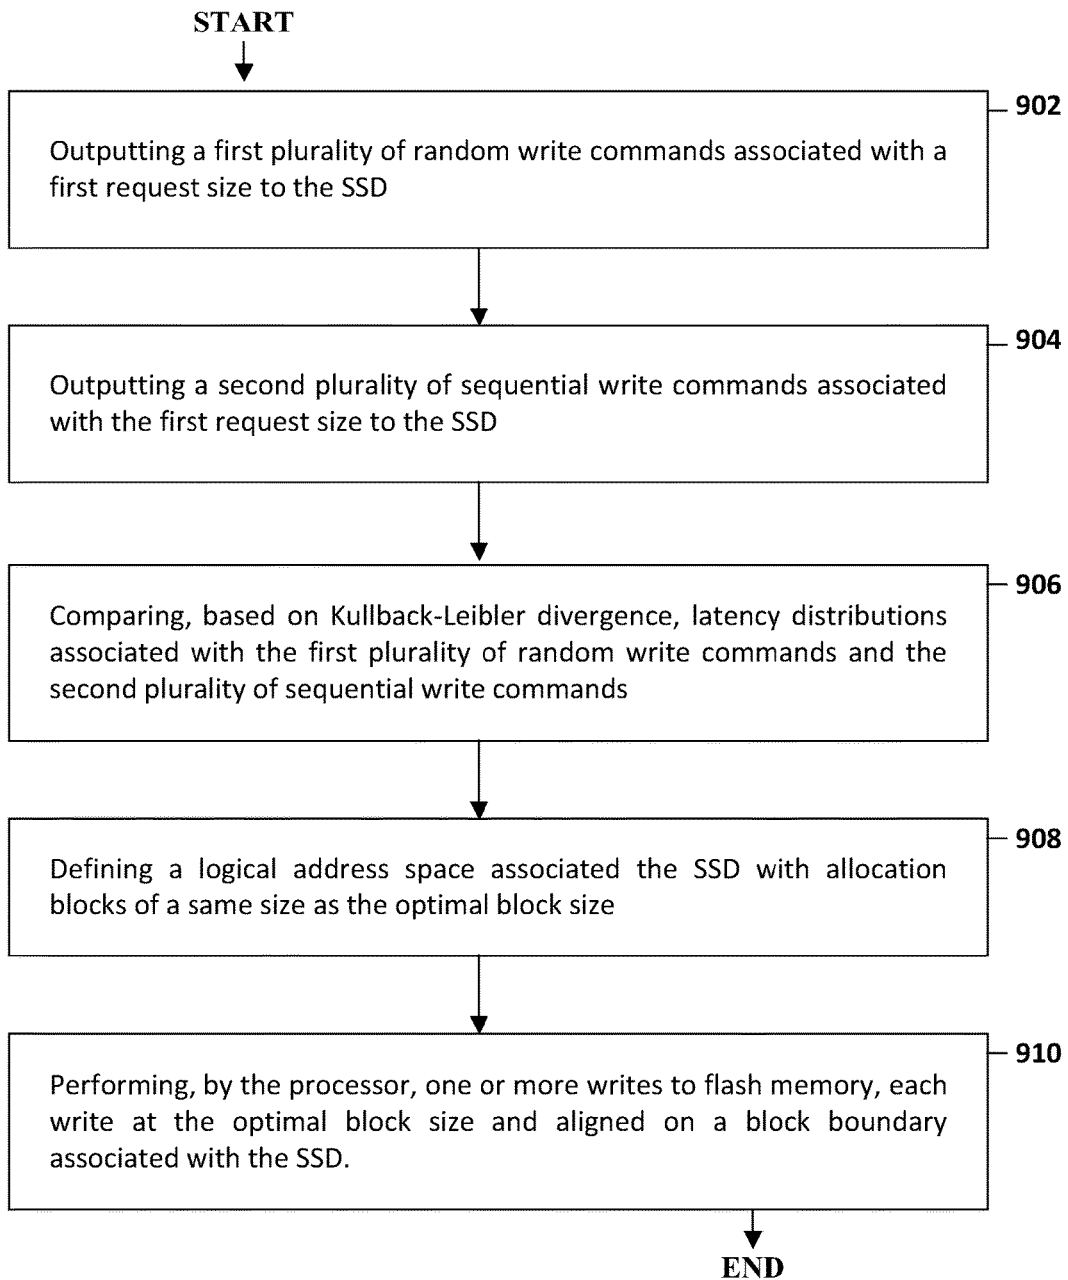 START
902
Outputting a first plurality of random write commands associated with a
first request size to the SSD
904
Outputting a second plurality of sequential write commands associated
with the first request size to the SSD
906
Comparing, based on Kullback-Leibler divergence, latency distributions
associated with the first plurality of random write commands and the
second plurality of sequential write commands
908
Defining a logical address space associated the SSD with allocation
blocks of a same size as the optimal block size
910
Performing, by the processor, one or more writes to flash memory, each
write at the optimal block size and aligned on a block boundary
associated with the SSD.
END